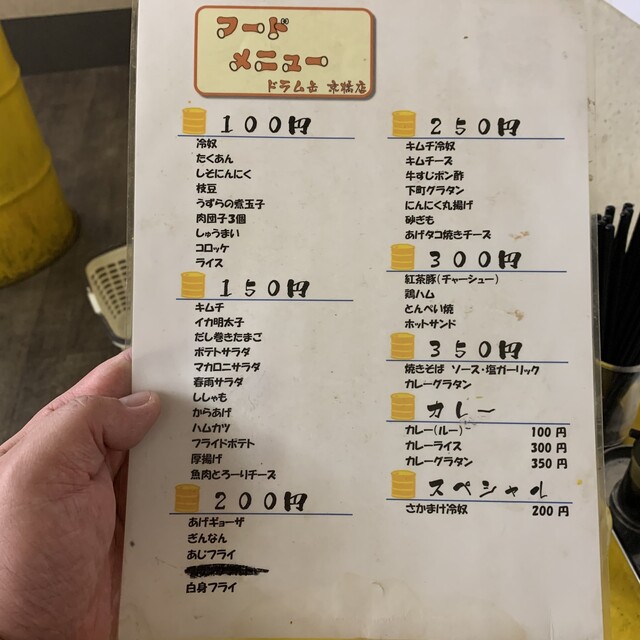 フード
メニュー
ドラム缶 京橋店
100円
冷奴
たくあん
しそにんにく
枝豆
うずらの煮玉子
肉団子3個
しゅうまい
コロッケ
ライス
150円
キムチ
イカ明太子
だし巻きたまご
ポテトサラダ
マカロニサラダ
春雨サラダ
ししゃも
からあげ
ハムカツ
フライドポテト
厚揚げ
魚肉とろーりチーズ
200円
あげギョーザ
ぎんなん
あじフライ
白身フライ
250円
キムチ冷奴
キムチーズ
牛すじポン酢
下町グラタン
にんにく丸揚げ
砂ぎも
あげタコ焼きチーズ
300円
紅茶豚(チャーシュー)
鶏ハム
とんぺい焼
ホットサンド
350円
焼きそば ソース・塩ガーリック
カレーグラタン
カレー
カレー(ルー) 100円
カレーライス 300円
カレーグラタン 350円
スペシャル
さかまけ冷奴 200円